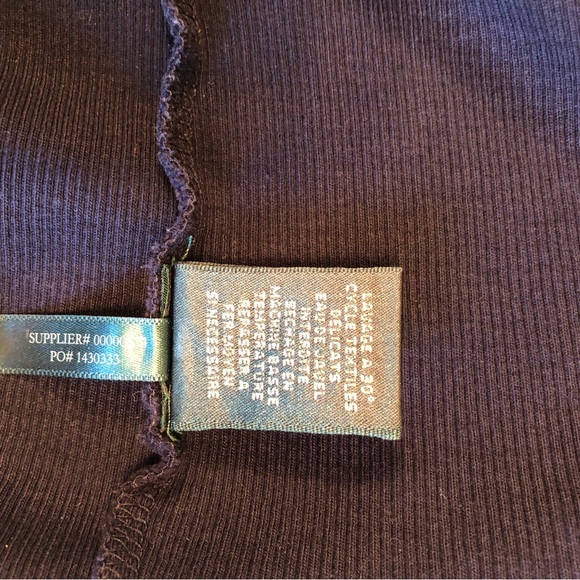 SUPPLIER# 00000
PO# 1430333
LAVAGE A 30°
CYCLE TEXTILES
DELICATS
EAU DE JAVEL
INTERDITE
SECHAGE EN
MACHINE BASSE
TEMPERATURE
REPASSER A
FER MOYEN
SI NECESSAIRE